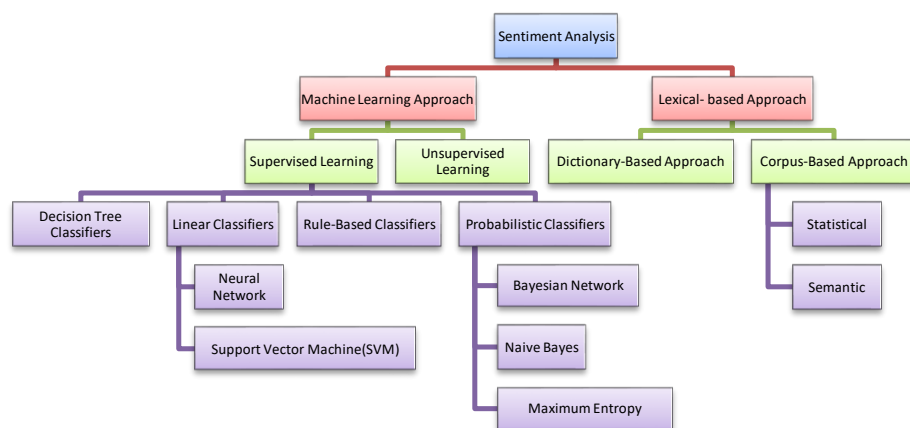 Sentiment Analysis
Machine Learning Approach
Lexical- based Approach
Supervised Learning
Unsupervised
Learning
Dictionary-Based Approach
Corpus-Based Approach
Decision Tree
Classifiers
Linear Classifiers
Rule-Based Classifiers
Probabilistic Classifiers
Statistical
Neural
Network
Bayesian Network
Semantic
Support Vector Machine(SVM)
Naive Bayes
Maximum Entropy